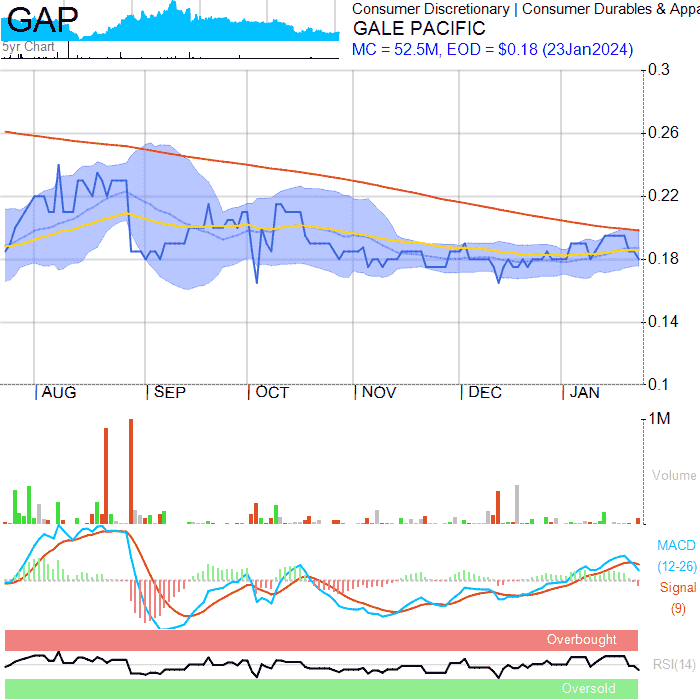 GAP
5yr Chart
Consumer Discretionary | Consumer Durables & Appa
GALE PACIFIC
MC = 52.5M, EOD = $0.18 (23Jan2024)
0.3
0.26
0.22
0.18
0.14
0.1
AUG SEP OCT NOV DEC JAN
1M
Volume
MACD
(12-26)
Signal
(9)
Overbought
RSI(14)
Oversold